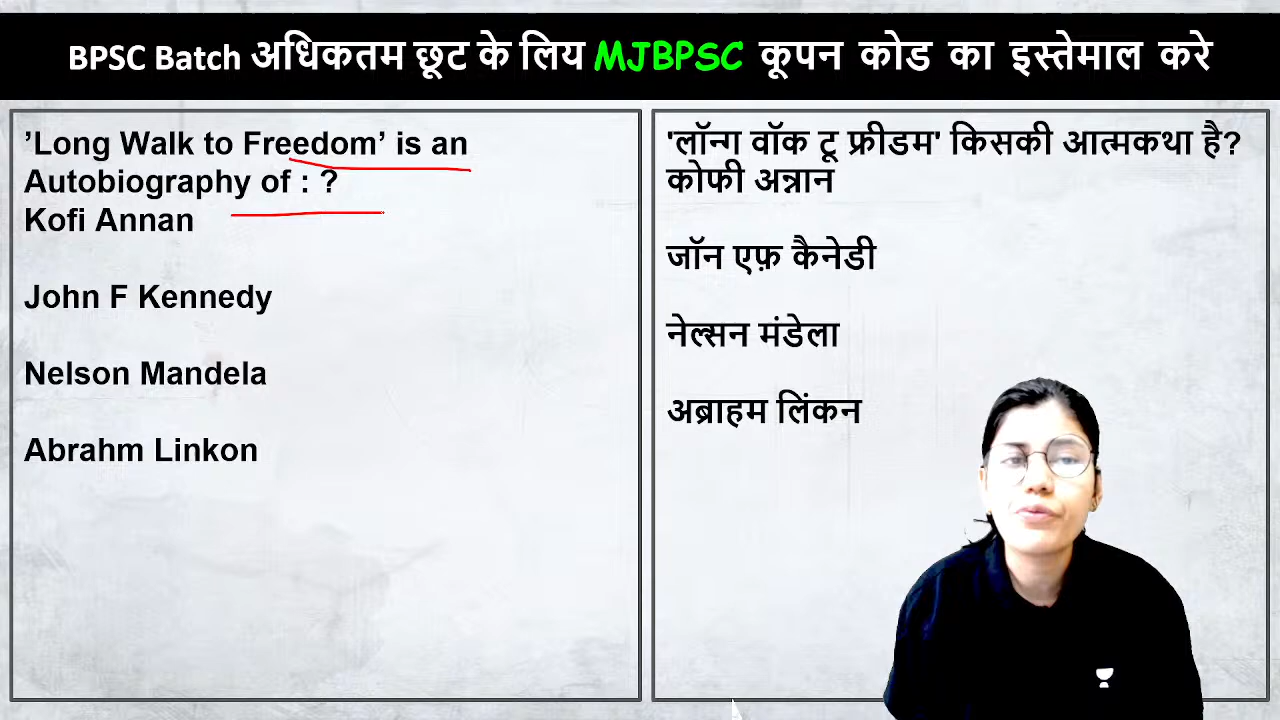 BPSC Batch अधिकतम छूट के लिय MJBPSC कूपन कोड का इस्तेमाल करे
’Long Walk to Freedom’ is an
Autobiography of : ?
Kofi Annan
John F Kennedy
Nelson Mandela
Abrahm Linkon
'लॉन्ग वॉक टू फ्रीडम' किसकी आत्मकथा है?
कोफी अन्नान
जॉन एफ़ कैनेडी
नेल्सन मंडेला
अब्राहम लिंकन